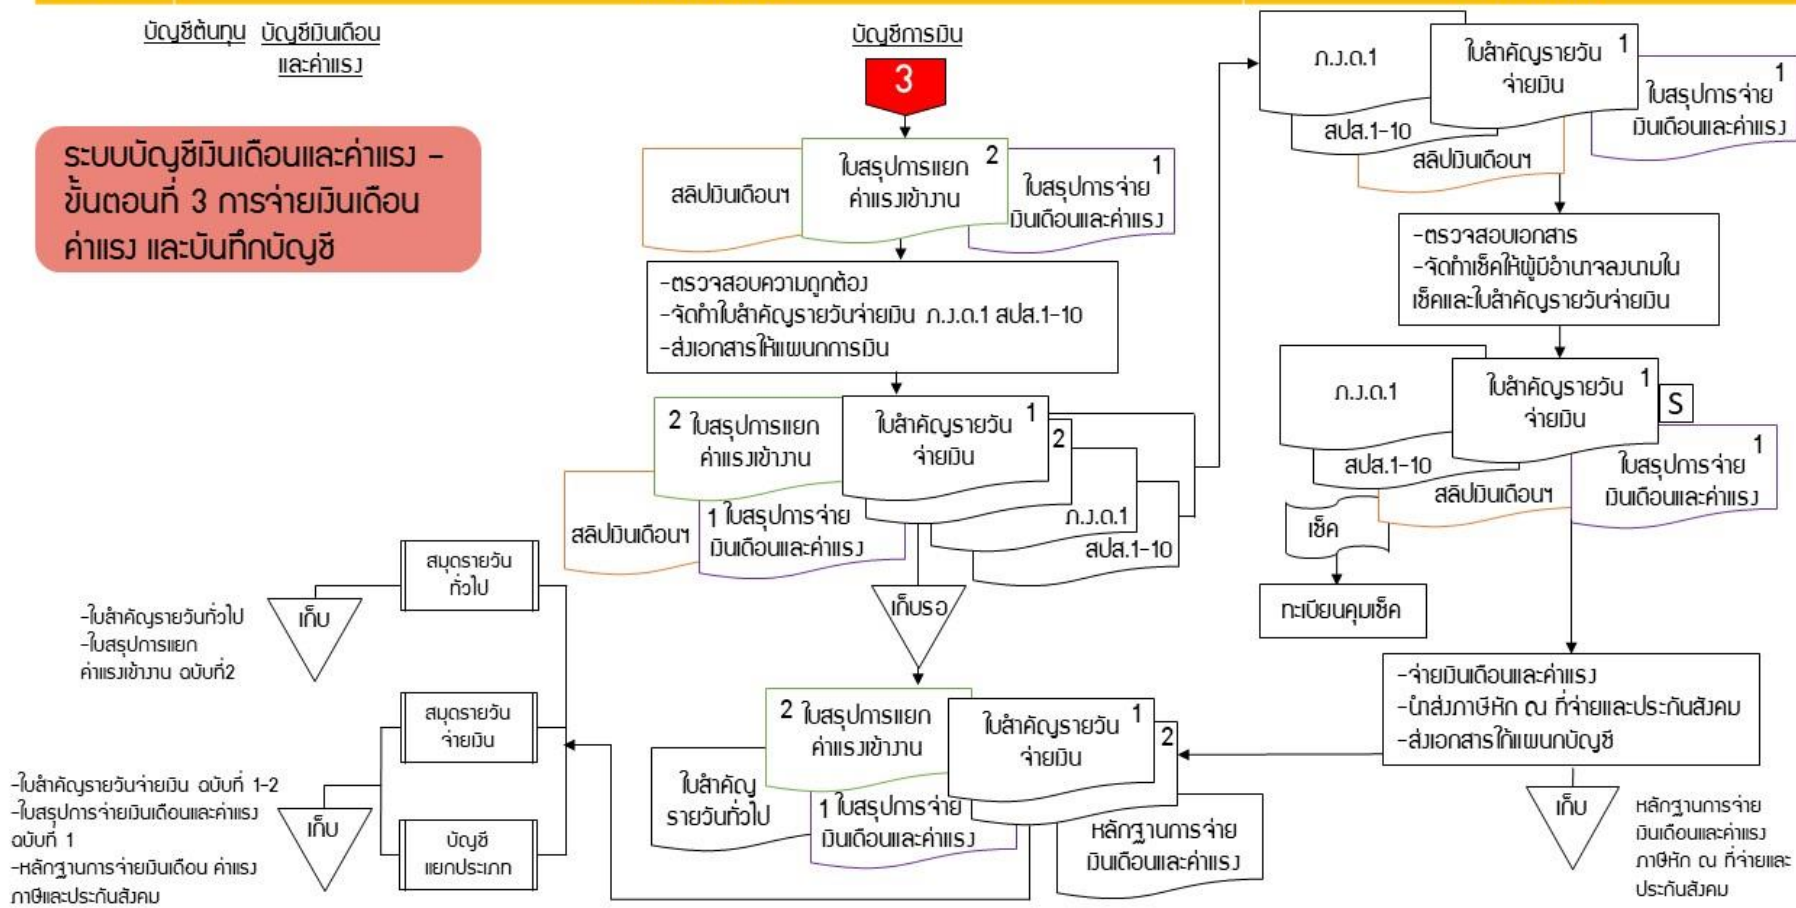 บัญชีต้นทุน
บัญชีเงินเดือน
และค่าแรง
บัญชีการเงิน
3
ระบบบัญชีเงินเดือนและค่าแรง –
ขั้นตอนที่ 3 การจ่ายเงินเดือน
ค่าแรง และบันทึกบัญชี
สลิปเงินเดือนฯ
ใบสรุปการแยก
ค่าแรงเข้างาน
2
ใบสรุปการจ่าย
เงินเดือนและค่าแรง
1
-ตรวจสอบความถูกต้อง
-จัดทำใบสำคัญรายวันจ่ายเงิน ภ.ง.ด.1 สปส.1-10
-ส่งเอกสารให้แผนกการเงิน
2 ใบสรุปการแยก
ค่าแรงเข้างาน
ใบสำคัญรายวัน
จ่ายเงิน
1
2
สลิปเงินเดือนฯ
1 ใบสรุปการจ่าย
เงินเดือนและค่าแรง
ภ.ง.ด.1
สปส.1-10
เก็บรอ
ภ.ง.ด.1
ใบสำคัญรายวัน
จ่ายเงิน
1
ใบสรุปการจ่าย
เงินเดือนและค่าแรง
1
สปส.1-10
สลิปเงินเดือนฯ
-ตรวจสอบเอกสาร
-จัดทำเช็คให้ผู้มีอำนาจลงนามใน
เช็คและใบสำคัญรายวันจ่ายเงิน
ภ.ง.ด.1
ใบสำคัญรายวัน
จ่ายเงิน
1
S
สปส.1-10
สลิปเงินเดือนฯ
ใบสรุปการจ่าย
เงินเดือนและค่าแรง
1
เช็ค
ทะเบียนคุมเช็ค
-จ่ายเงินเดือนและค่าแรง
-นำส่งภาษีหัก ณ ที่จ่ายและประกันสังคม
-ส่งเอกสารให้แผนกบัญชี
เก็บ
หลักฐานการจ่าย
เงินเดือนและค่าแรง
ภาษีหัก ณ ที่จ่ายและ
ประกันสังคม
2 ใบสรุปการแยก
ค่าแรงเข้างาน
ใบสำคัญรายวัน
จ่ายเงิน
1
2
ใบสำคัญ
รายวันทั่วไป
1 ใบสรุปการจ่าย
เงินเดือนและค่าแรง
หลักฐานการจ่าย
เงินเดือนและค่าแรง
สมุดรายวัน
ทั่วไป
เก็บ
-ใบสำคัญรายวันทั่วไป
-ใบสรุปการแยก
ค่าแรงเข้างาน ฉบับที่2
สมุดรายวัน
จ่ายเงิน
บัญชี
แยกประเภท
เก็บ
-ใบสำคัญรายวันจ่ายเงิน ฉบับที่ 1-2
-ใบสรุปการจ่ายเงินเดือนและค่าแรง
ฉบับที่ 1
-หลักฐานการจ่ายเงินเดือน ค่าแรง
ภาษีและประกันสังคม